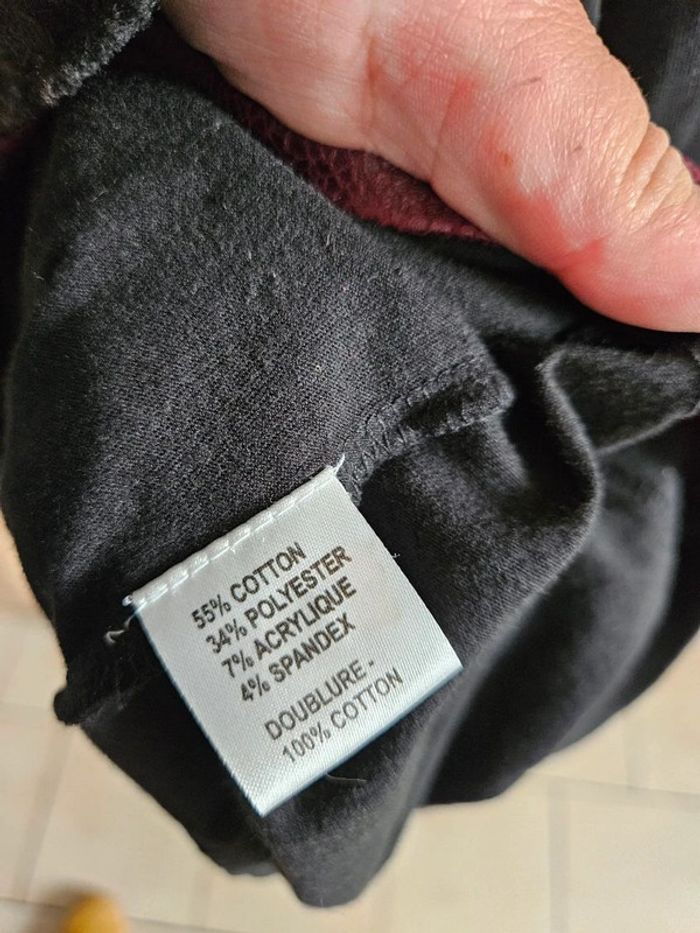 55% COTTON
34% POLYESTER
7% ACRYLIQUE
4% SPANDEX
DOUBLURE -
100% COTTON